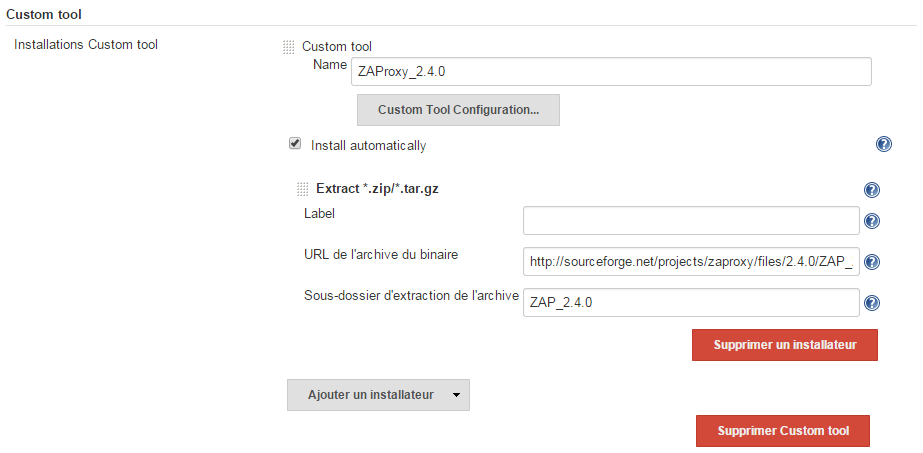 Custom tool
Installations Custom tool
Custom tool
Name
ZAProxy_2.4.0
Custom Tool Configuration...
Install automatically
Extract *.zip/*.tar.gz
Label
URL de l'archive du binaire
http://sourceforge.net/projects/zaproxy/files/2.4.0/ZAP_
Sous-dossier d'extraction de l'archive
ZAP_2.4.0
Supprimer un installateur
Ajouter un installateur
Supprimer Custom tool